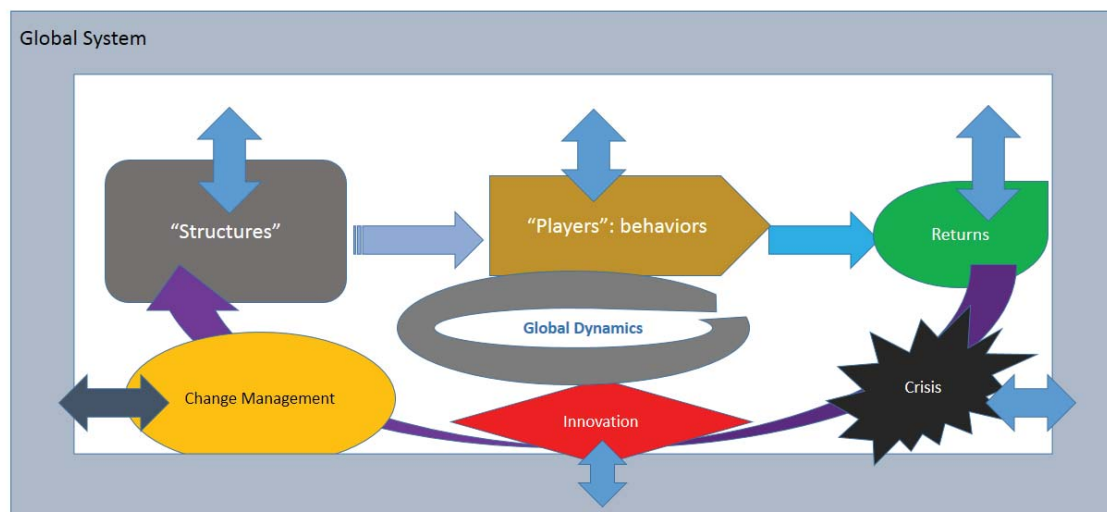 Global System
“Structures”
“Players”: behaviors
Returns
Global Dynamics
Change Management
Innovation
Crisis